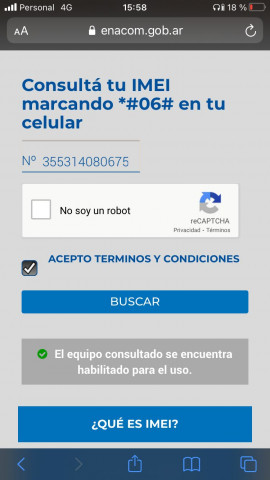 Personal 4G 15:58 18 %
AA enacom.gob.ar
Consultá tu IMEI
marcando *#06# en tu
celular
Nº 355314080675
No soy un robot
reCAPTCHA
Privacidad - Términos
ACEPTO TERMINOS Y CONDICIONES
BUSCAR
El equipo consultado se encuentra
habilitado para el uso.
¿QUÉ ES IMEI?